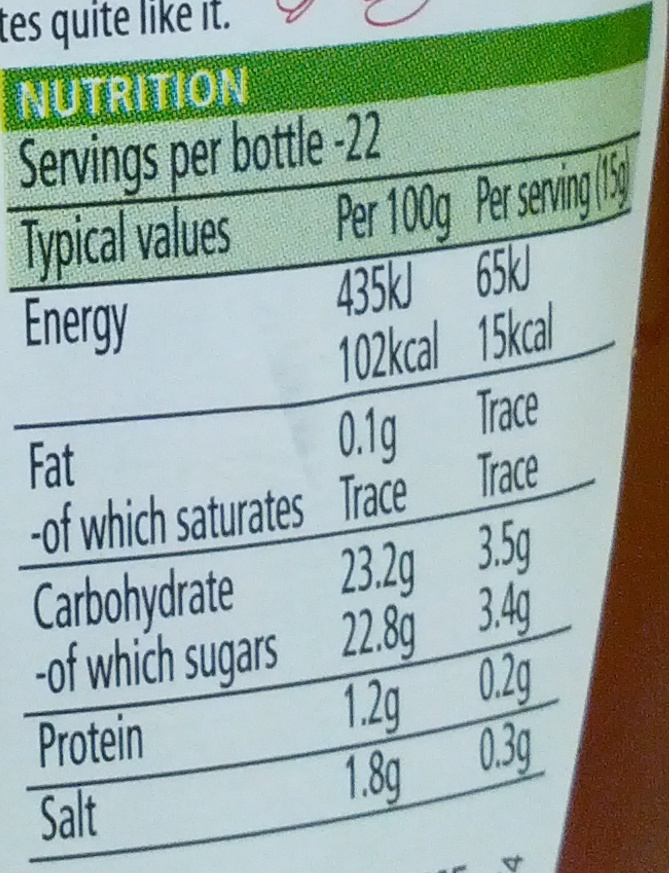 tes quite like it.
NUTRITION
Servings per bottle -22
Typical values Per 100g Per serving (15g)
Energy 435kJ 65kJ
102kcal 15kcal
Fat 0.1g Trace
-of which saturates Trace Trace
Carbohydrate 23.2g 3.5g
-of which sugars 22.8g 3.4g
Protein 1.2g 0.2g
Salt 1.8g 0.3g